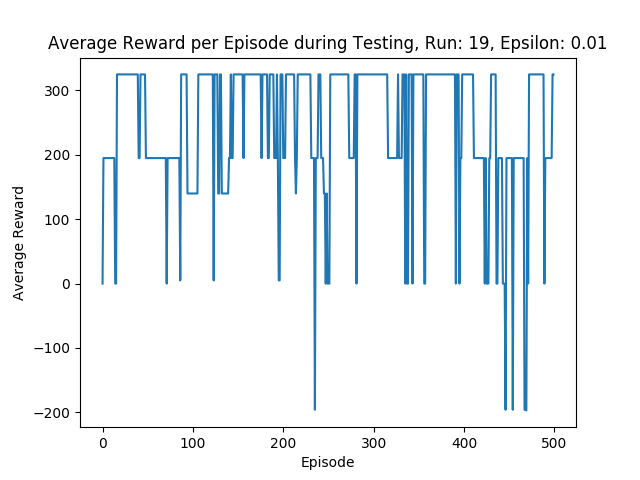 Average Reward per Episode during Testing, Run: 19, Epsilon: 0.01
300
200
100
0
−100
−200
Average Reward
0 100 200 300 400 500
Episode